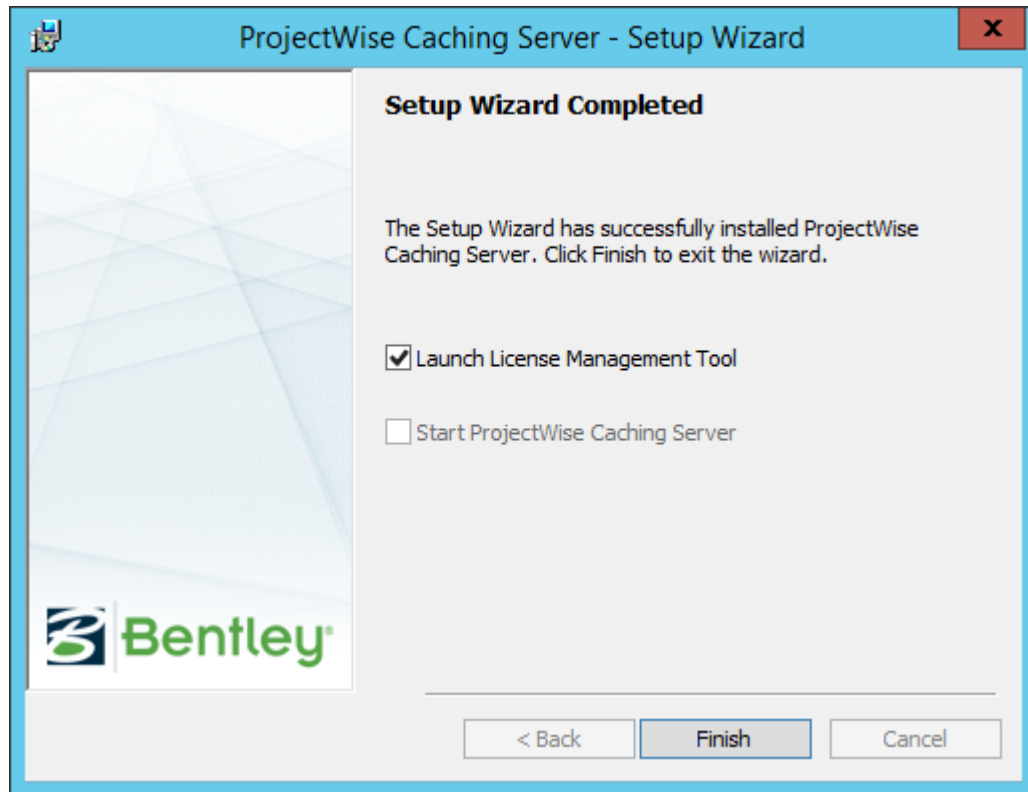 ProjectWise Caching Server - Setup Wizard
x
Setup Wizard Completed
The Setup Wizard has successfully installed ProjectWise
Caching Server. Click Finish to exit the wizard.
Launch License Management Tool
Start ProjectWise Caching Server
B Bentley®
< Back
Finish
Cancel